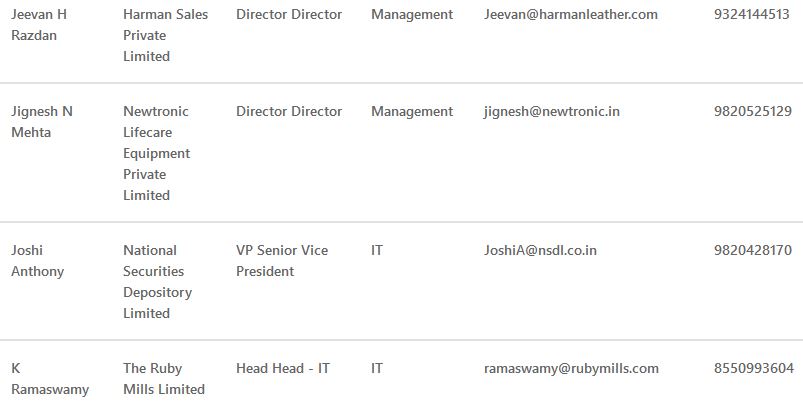 Jeevan H Harman Sales Director Director Management Jeevan@harmanleather.com 9324144513
Razdan Private
Limited
Jignesh N Newtronic Director Director Management jignesh@newtronic.in 9820525129
Mehta Lifecare
Equipment
Private
Limited
Joshi National VP Senior Vice IT JoshiA@nsdl.co.in 9820428170
Anthony Securities President
Depository
Limited
K The Ruby Head Head - IT IT ramaswamy@rubymills.com 8550993604
Ramaswamy Mills Limited